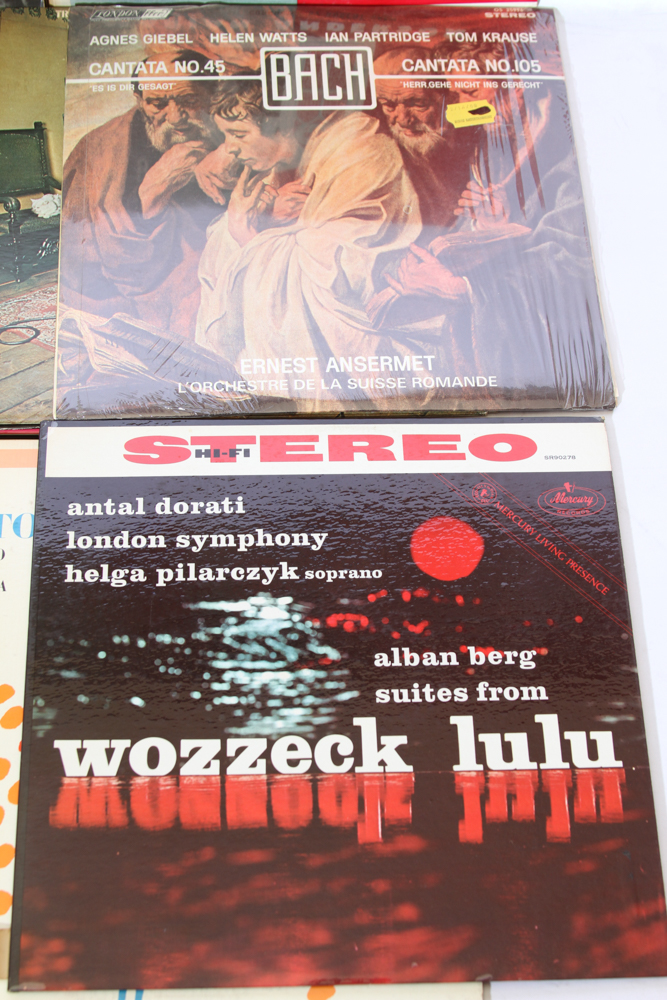 LONDON
STEREO
AGNES GIEBEL HELEN WATTS IAN PARTRIDGE TOM KRAUSE
CANTATA NO.45 BACH CANTATA NO.105
"ES IS DIR GESAGT" "HERR, GEHE NICHT INS GERECHT"
ERNEST ANSERMET
L'ORCHESTRE DE LA SUISSE ROMANDE
STEREO
HI-FI
SR90278
antal dorati
london symphony
helga pilarczyk soprano
Mercury
MERCURY LIVING PRESENCE
alban berg
suites from
wozzeck lulu
TO